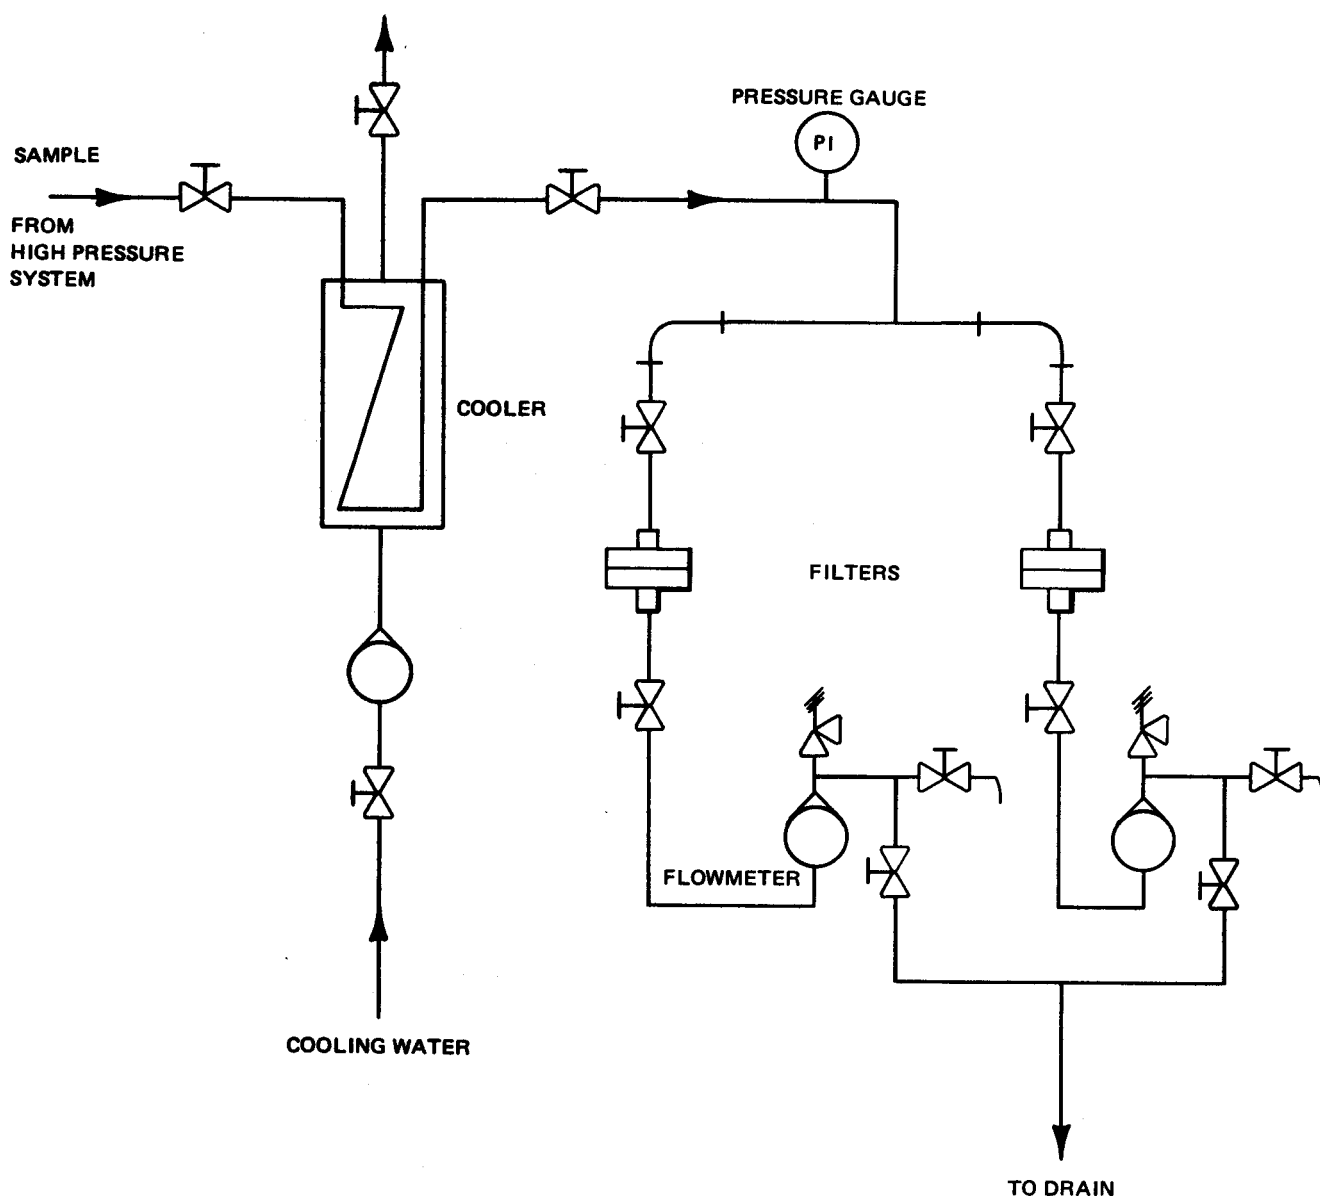 PRESSURE GAUGE
PI
SAMPLE
FROM
HIGH PRESSURE
SYSTEM
COOLER
FILTERS
FLOWMETER
COOLING WATER
TO DRAIN